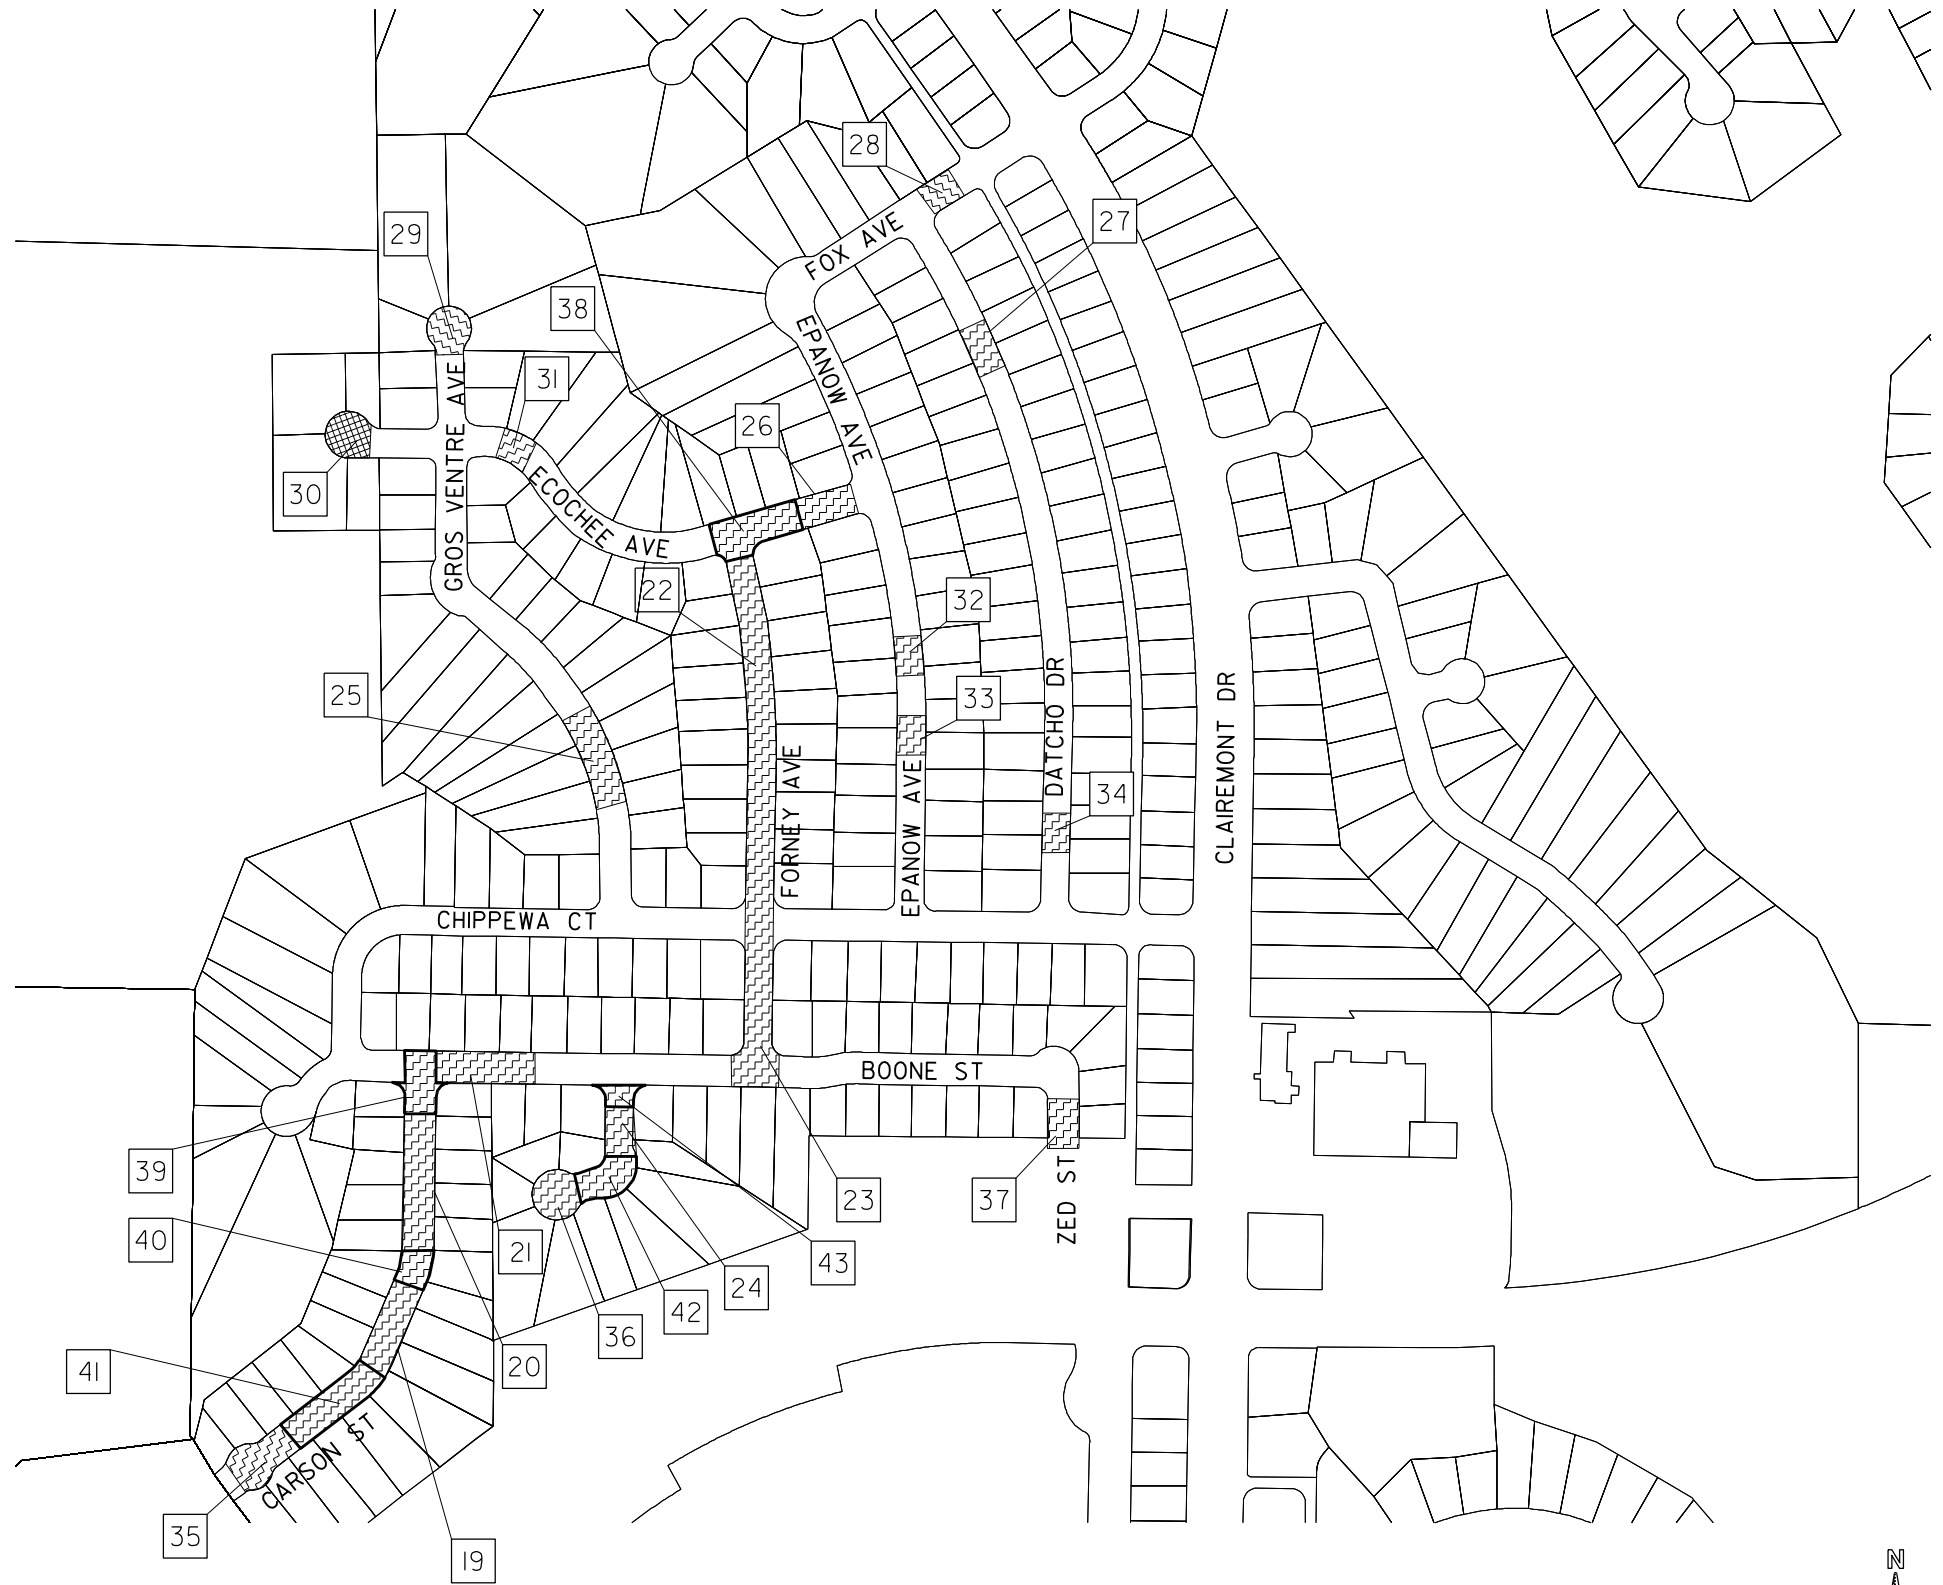 28
27
29
FOX AVE
38
EPANOW AVE
31
26
GROS VENTRE AVE
30
ECOCHEE AVE
22
32
25
33
DATCHO DR
CLAIREMONT DR
34
FORNEY AVE
EPANOW AVE
CHIPPEWA CT
BOONE ST
39
23
37
ZED ST
40
21
43
24
42
36
20
41
CARSON ST
35
19
N